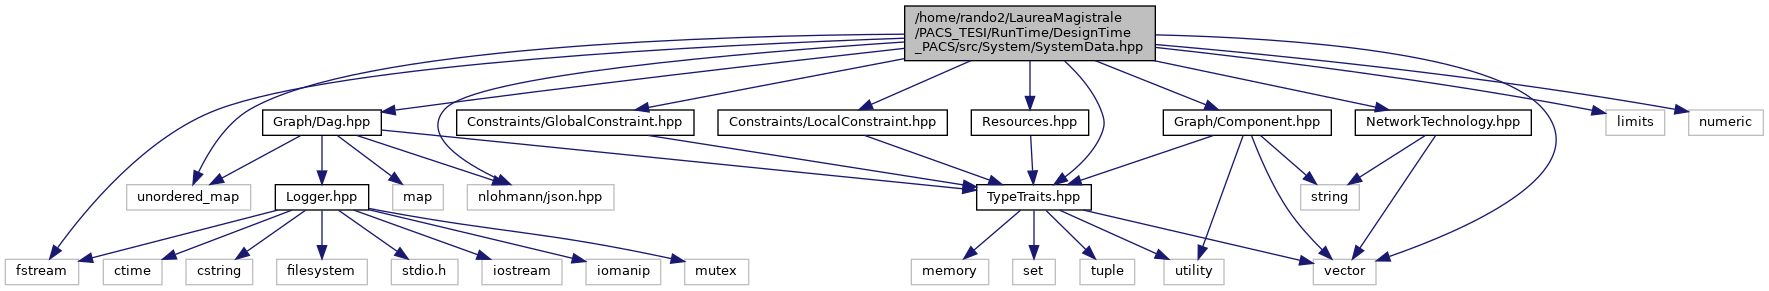 /home/rando2/LaureaMagistrale
/PACS_TESI/RunTime/DesignTime
_PACS/src/System/SystemData.hpp
Graph/Dag.hpp
Constraints/GlobalConstraint.hpp
Constraints/LocalConstraint.hpp
Resources.hpp
Graph/Component.hpp
NetworkTechnology.hpp
limits
numeric
unordered_map
Logger.hpp
map
nlohmann/json.hpp
TypeTraits.hpp
string
fstream
ctime
cstring
filesystem
stdio.h
iostream
iomanip
mutex
memory
set
tuple
utility
vector